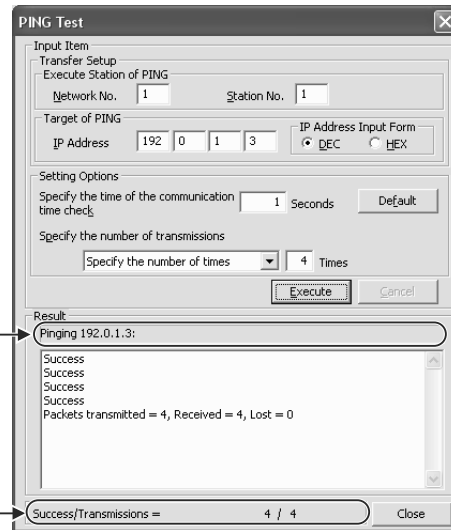 PING Test
Input Item
Transfer Setup
Execute Station of PING
Network No. 1 Station No. 1
Target of PING
IP Address 192 0 1 3
IP Address Input Form
DEC HEX
Setting Options
Specify the time of the communication
time check 1 Seconds Default
Specify the number of transmissions
Specify the number of times 4 Times
Execute Cancel
Result
Pinging 192.0.1.3:
Success
Success
Success
Success
Packets transmitted = 4, Received = 4, Lost = 0
Success/Transmissions = 4 / 4 Close